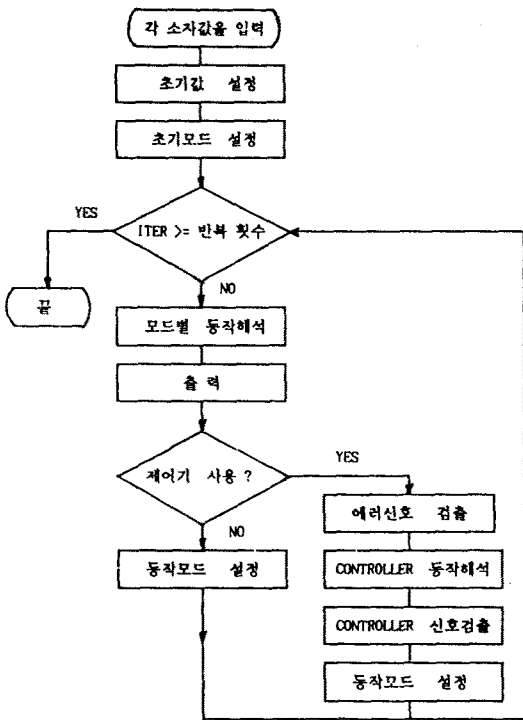 각 소자값을 입력
초기값 설정
초기모드 설정
YES
ITER >= 반복 횟수
끝
NO
모드별 동작해석
출 력
제어기 사용 ?
YES
NO
동작모드 설정
에러신호 검출
CONTROLLER 동작해석
CONTROLLER 신호검출
동작모드 설정